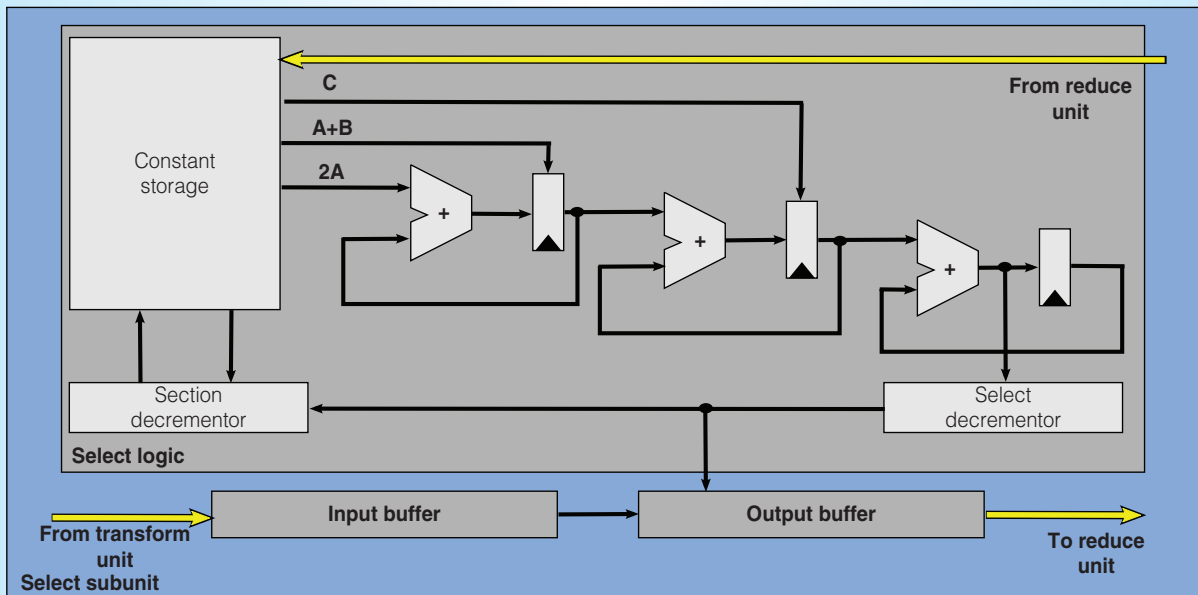 From reduce
unit
C
A+B
2A
Constant
storage
+
+
+
Section
decrementor
Select
decrementor
Select logic
Input buffer
Output buffer
From transform
unit
To reduce
unit
Select subunit